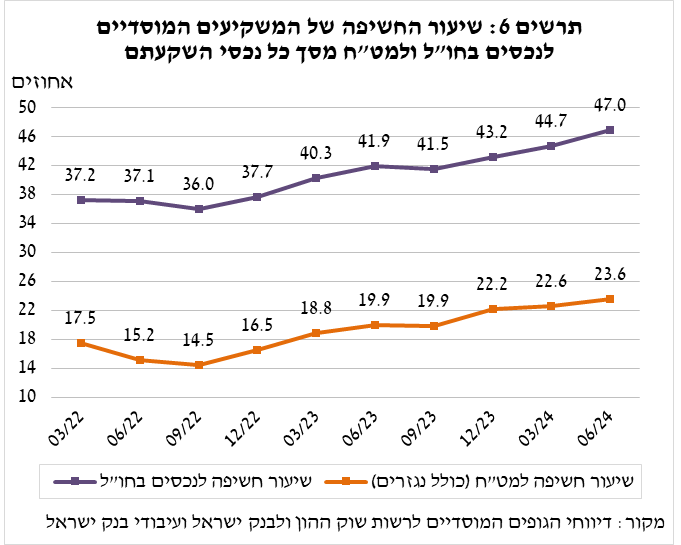 תרשים 6: שיעור החשיפה של המשקיעים המוסדיים
לנכסים בחו"ל ולמט"ח מסך כל נכסי השקעתם
אחוזים
50
46
42
38
34
30
26
22
18
14
10
37.2 37.1 36.0 37.7 40.3 41.9 41.5 43.2 44.7 47.0
17.5 15.2 14.5 16.5 18.8 19.9 19.9 22.2 22.6 23.6
03/22 06/22 09/22 12/22 03/23 06/23 09/23 12/23 03/24 06/24
שיעור חשיפה למט"ח (כולל נגזרים) שיעור חשיפה לנכסים בחו"ל
מקור: דיווחי הגופים המוסדיים לרשות שוק ההון ולבנק ישראל ועיבודי בנק ישראל